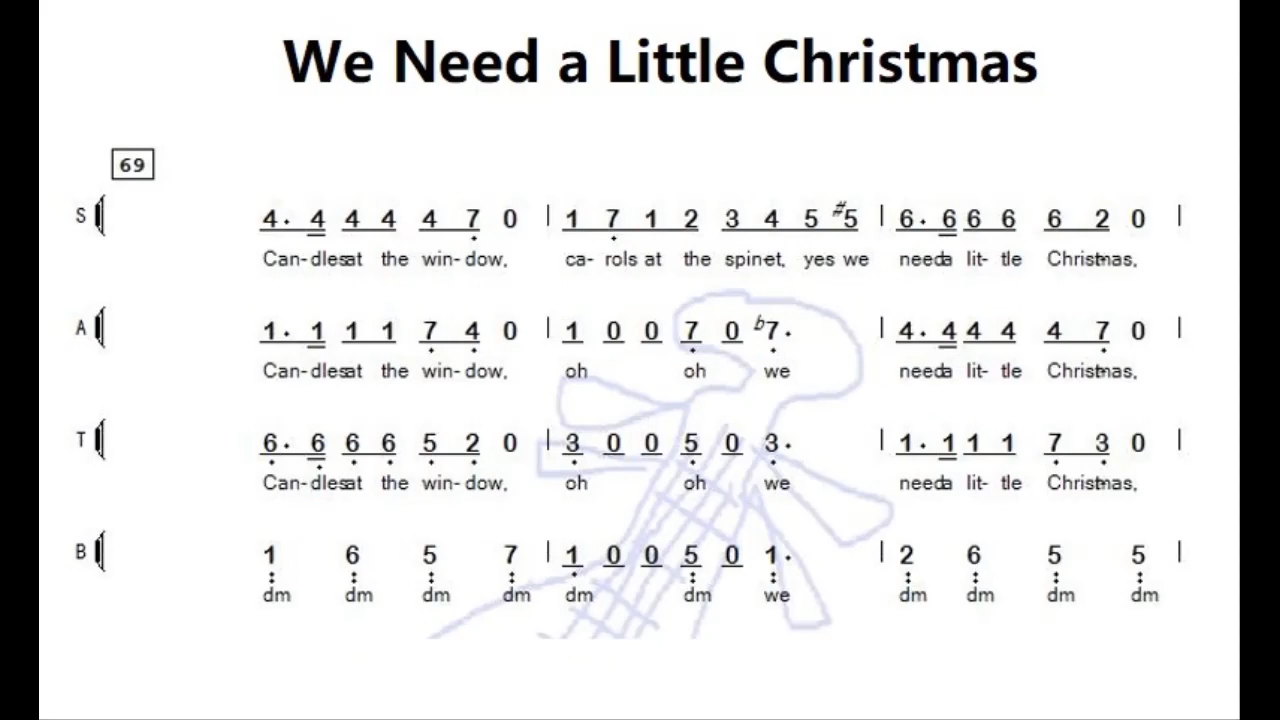 We Need a Little Christmas
69
S 4. 4 4 4 4 7 0 | 1 7 1 2 3 4 5 #5 | 6. 6 6 6 6 2 0 |
Can-dlesat the win-dow, ca- rols at the spinet, yes we needa lit- tle Christmas,
A 1. 1 1 1 7 4 0 | 1 0 0 7 0 b7. | 4. 4 4 4 4 7 0 |
Can-dlesat the win-dow, oh oh we needa lit- tle Christmas,
T 6. 6 6 6 5 2 0 | 3 0 0 5 0 3. | 1. 1 1 1 7 3 0 |
Can-dlesat the win-dow, oh oh we needa lit- tle Christmas,
B 1 6 5 7 | 1 0 0 5 0 1. | 2 6 5 5 |
dm dm dm dm dm dm we dm dm dm dm